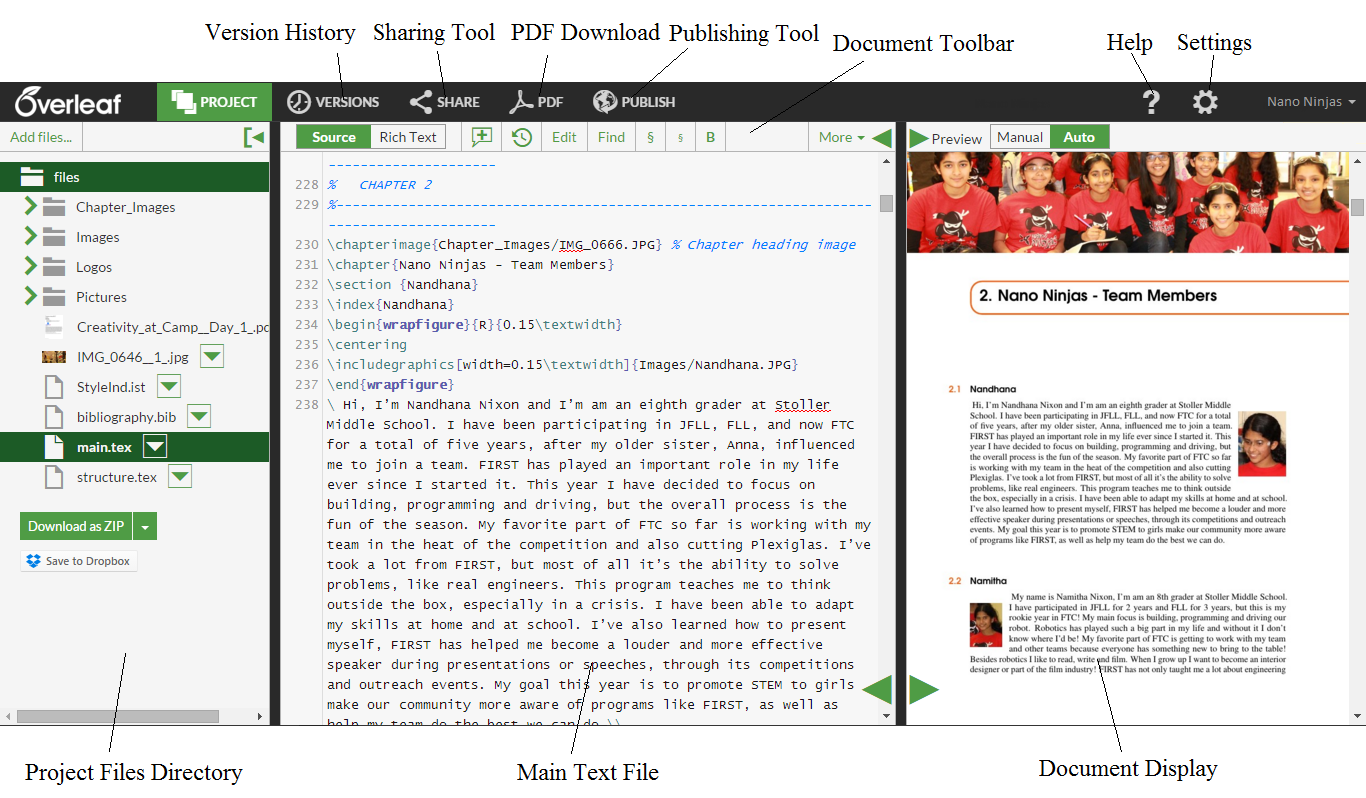 Version History Sharing Tool PDF Download Publishing Tool Document Toolbar Help Settings
Overleaf PROJECT VERSIONS SHARE PDF PUBLISH ? Nano Ninjas
Add files...
files
Chapter_Images
Images
Logos
Pictures
Creativity_at_Camp__Day_1_.pd
IMG_0646__1_.jpg
StyleInd.ist
bibliography.bib
main.tex
structure.tex
Download as ZIP
Save to Dropbox
Source Rich Text Edit Find § § B More
---------------------
228 %   CHAPTER 2
229 %--------------------------------------------------------------------
---------------------
230 \chapterimage{Chapter_Images/IMG_0666.JPG} % Chapter heading image
231 \chapter{Nano Ninjas - Team Members}
232 \section {Nandhana}
233 \index{Nandhana}
234 \begin{wrapfigure}{R}{0.15\textwidth}
235 \centering
236 \includegraphics[width=0.15\textwidth]{Images/Nandhana.JPG}
237 \end{wrapfigure}
238 \ Hi, I’m Nandhana Nixon and I’m am an eighth grader at Stoller
Middle School. I have been participating in JFLL, FLL, and now FTC
for a total of five years, after my older sister, Anna, influenced
me to join a team. FIRST has played an important role in my life
ever since I started it. This year I have decided to focus on
building, programming and driving, but the overall process is the
fun of the season. My favorite part of FTC so far is working with my
team in the heat of the competition and also cutting Plexiglas. I’ve
took a lot from FIRST, but most of all it’s the ability to solve
problems, like real engineers. This program teaches me to think
outside the box, especially in a crisis. I have been able to adapt
my skills at home and at school. I’ve also learned how to present
myself, FIRST has helped me become a louder and more effective
speaker during presentations or speeches, through its competitions
and outreach events. My goal this year is to promote STEM to girls
make our community more aware of programs like FIRST, as well as
help my team do the best we can do.\\
Preview Manual Auto
2. Nano Ninjas - Team Members
2.1 Nandhana
Hi, I’m Nandhana Nixon and I’m am an eighth grader at Stoller Middle
School. I have been participating in JFLL, FLL, and now FTC for a total
of five years, after my older sister, Anna, influenced me to join a team.
FIRST has played an important role in my life ever since I started it. This
year I have decided to focus on building, programming and driving, but
the overall process is the fun of the season. My favorite part of FTC so far
is working with my team in the heat of the competition and also cutting
Plexiglas. I’ve took a lot from FIRST, but most of all it’s the ability to solve
problems, like real engineers. This program teaches me to think outside
the box, especially in a crisis. I have been able to adapt my skills at home and at school.
I’ve also learned how to present myself, FIRST has helped me become a louder and more
effective speaker during presentations or speeches, through its competitions and outreach
events. My goal this year is to promote STEM to girls make our community more aware
of programs like FIRST, as well as help my team do the best we can do.
2.2 Namitha
My name is Namitha Nixon, I’m am an 8th grader at Stoller Middle School.
I have participated in JFLL for 2 years and FLL for 3 years, but this is my
rookie year in FTC! My main focus is building, programming and driving our
robot. Robotics has played such a big part in my life and without it I don’t
know where I’d be! My favorite part of FTC is getting to work with my team
and other teams because everyone has something new to bring to the table!
Besides robotics I like to read, write and film. When I grow up I want to become an interior
designer or part of the film industry! FIRST has not only taught me a lot about engineering
Project Files Directory Main Text File Document Display